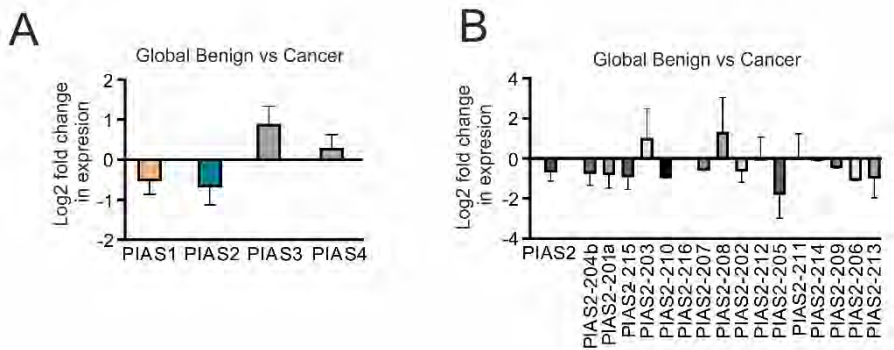 A
Global Benign vs Cancer
Log2 fold change
in expresion
2
1
0
-1
-2
PIAS1
PIAS2
PIAS3
PIAS4
B
Global Benign vs Cancer
Log2 fold change
in expresion
4
2
0
-2
-4
PIAS2
PIAS2-204b
PIAS2-201a
PIAS2-215
PIAS2-203
PIAS2-210
PIAS2-216
PIAS2-207
PIAS2-208
PIAS2-202
PIAS2-212
PIAS2-205
PIAS2-211
PIAS2-214
PIAS2-209
PIAS2-206
PIAS2-213